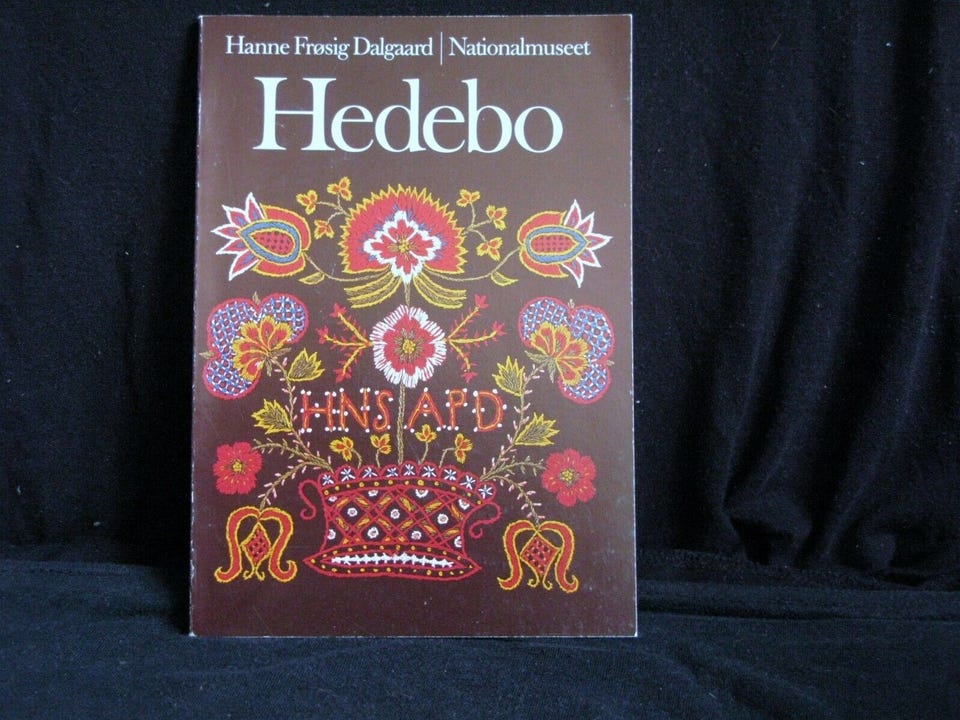 Hanne Frøsig Dalgaard | Nationalmuseet
Hedebo
HNS APD